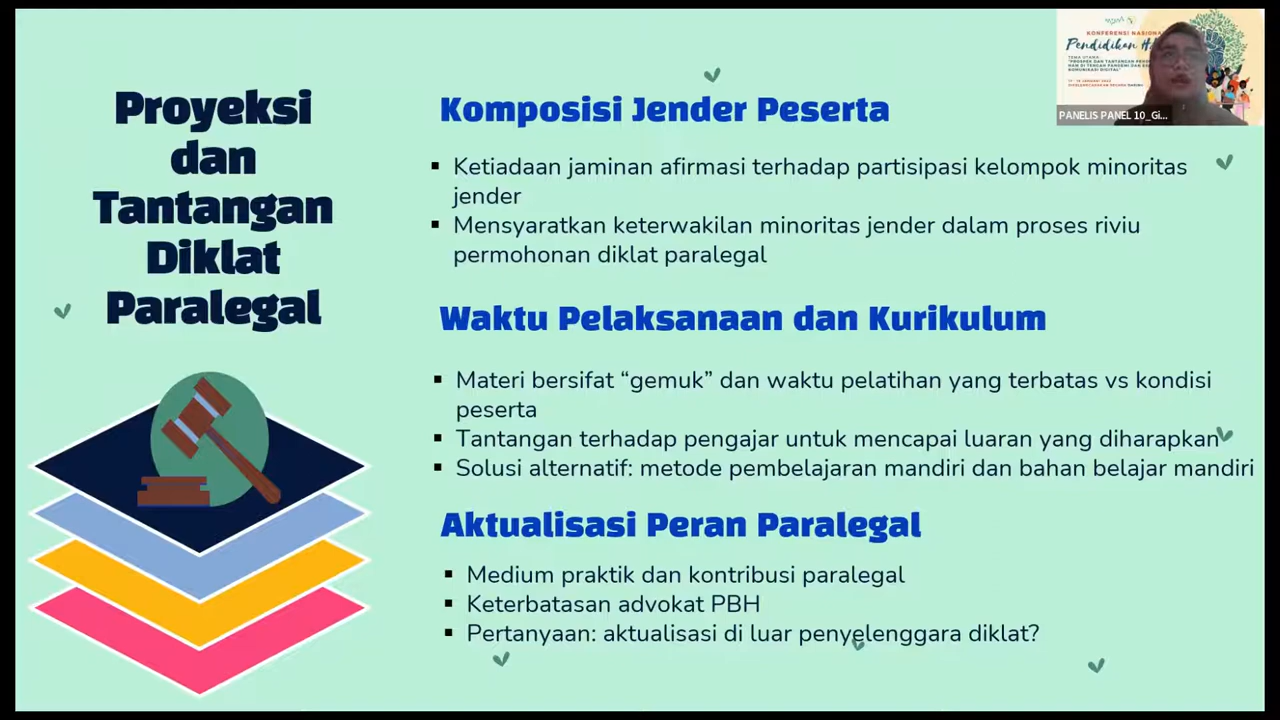 Proyeksi
dan
Tantangan
Diklat
Paralegal
Komposisi Jender Peserta
▪ Ketiadaan jaminan afirmasi terhadap partisipasi kelompok minoritas
jender
▪ Mensyaratkan keterwakilan minoritas jender dalam proses riviu
permohonan diklat paralegal
Waktu Pelaksanaan dan Kurikulum
▪ Materi bersifat “gemuk” dan waktu pelatihan yang terbatas vs kondisi
peserta
▪ Tantangan terhadap pengajar untuk mencapai luaran yang diharapkan
▪ Solusi alternatif: metode pembelajaran mandiri dan bahan belajar mandiri
Aktualisasi Peran Paralegal
▪ Medium praktik dan kontribusi paralegal
▪ Keterbatasan advokat PBH
▪ Pertanyaan: aktualisasi di luar penyelenggara diklat?
KONFERENSI NASIONA
Pendidikan H
TEMA UTAMA
PANELIS PANEL 10_Gi...